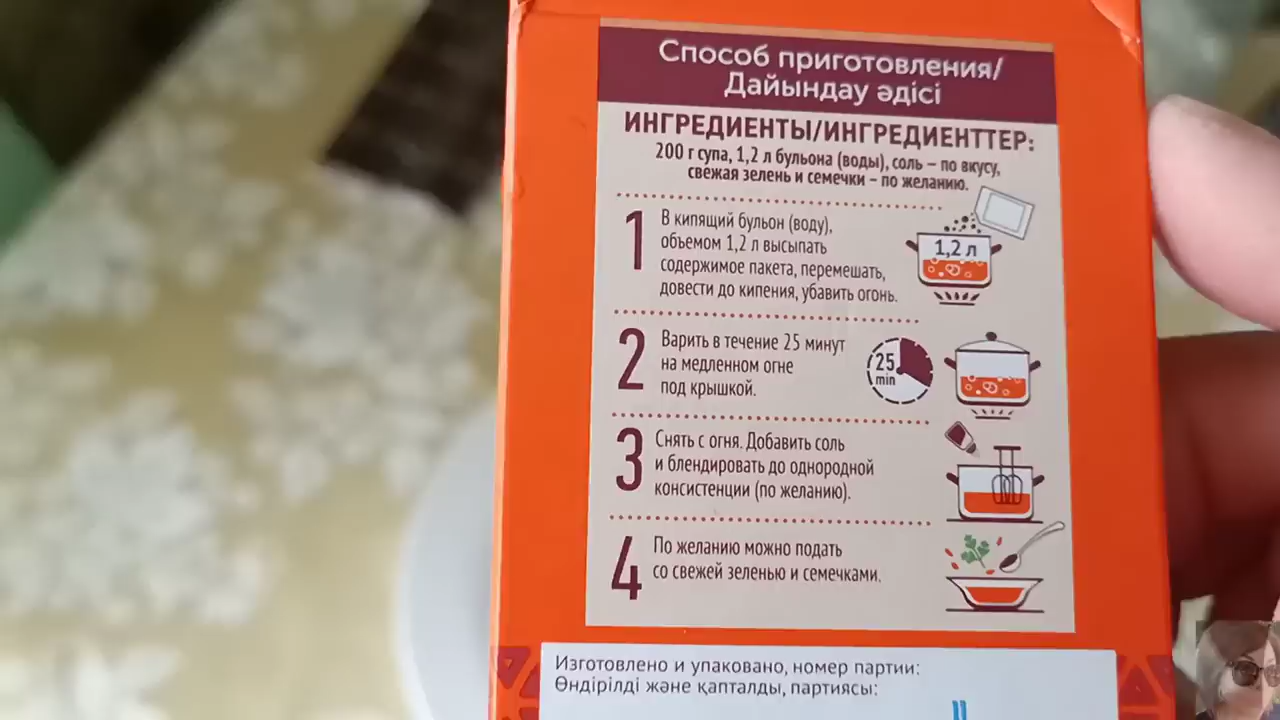 Способ приготовления/
Дайындау әдісі
ИНГРЕДИЕНТЫ/ИНГРЕДИЕНТТЕР:
200 г супа, 1,2 л бульона (воды), соль – по вкусу,
свежая зелень и семечки – по желанию.
1
В кипящий бульон (воду),
объемом 1,2 л высыпать
содержимое пакета, перемешать,
довести до кипения, убавить огонь.
1,2 л
2
Варить в течение 25 минут
на медленном огне
под крышкой.
25
min
3
Снять с огня. Добавить соль
и блендировать до однородной
консистенции (по желанию).
4
По желанию можно подать
со свежей зеленью и семечками.
Изготовлено и упаковано, номер партии:
Өндірілді және қапталды, партиясы: